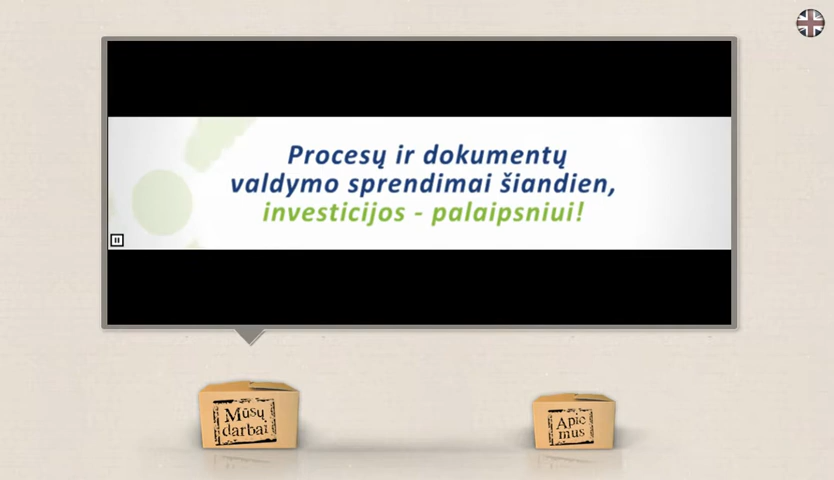 Procesų ir dokumentų
valdymo sprendimai šiandien,
investicijos - palaipsniui!
Mūsų
darbai
Apie
mus